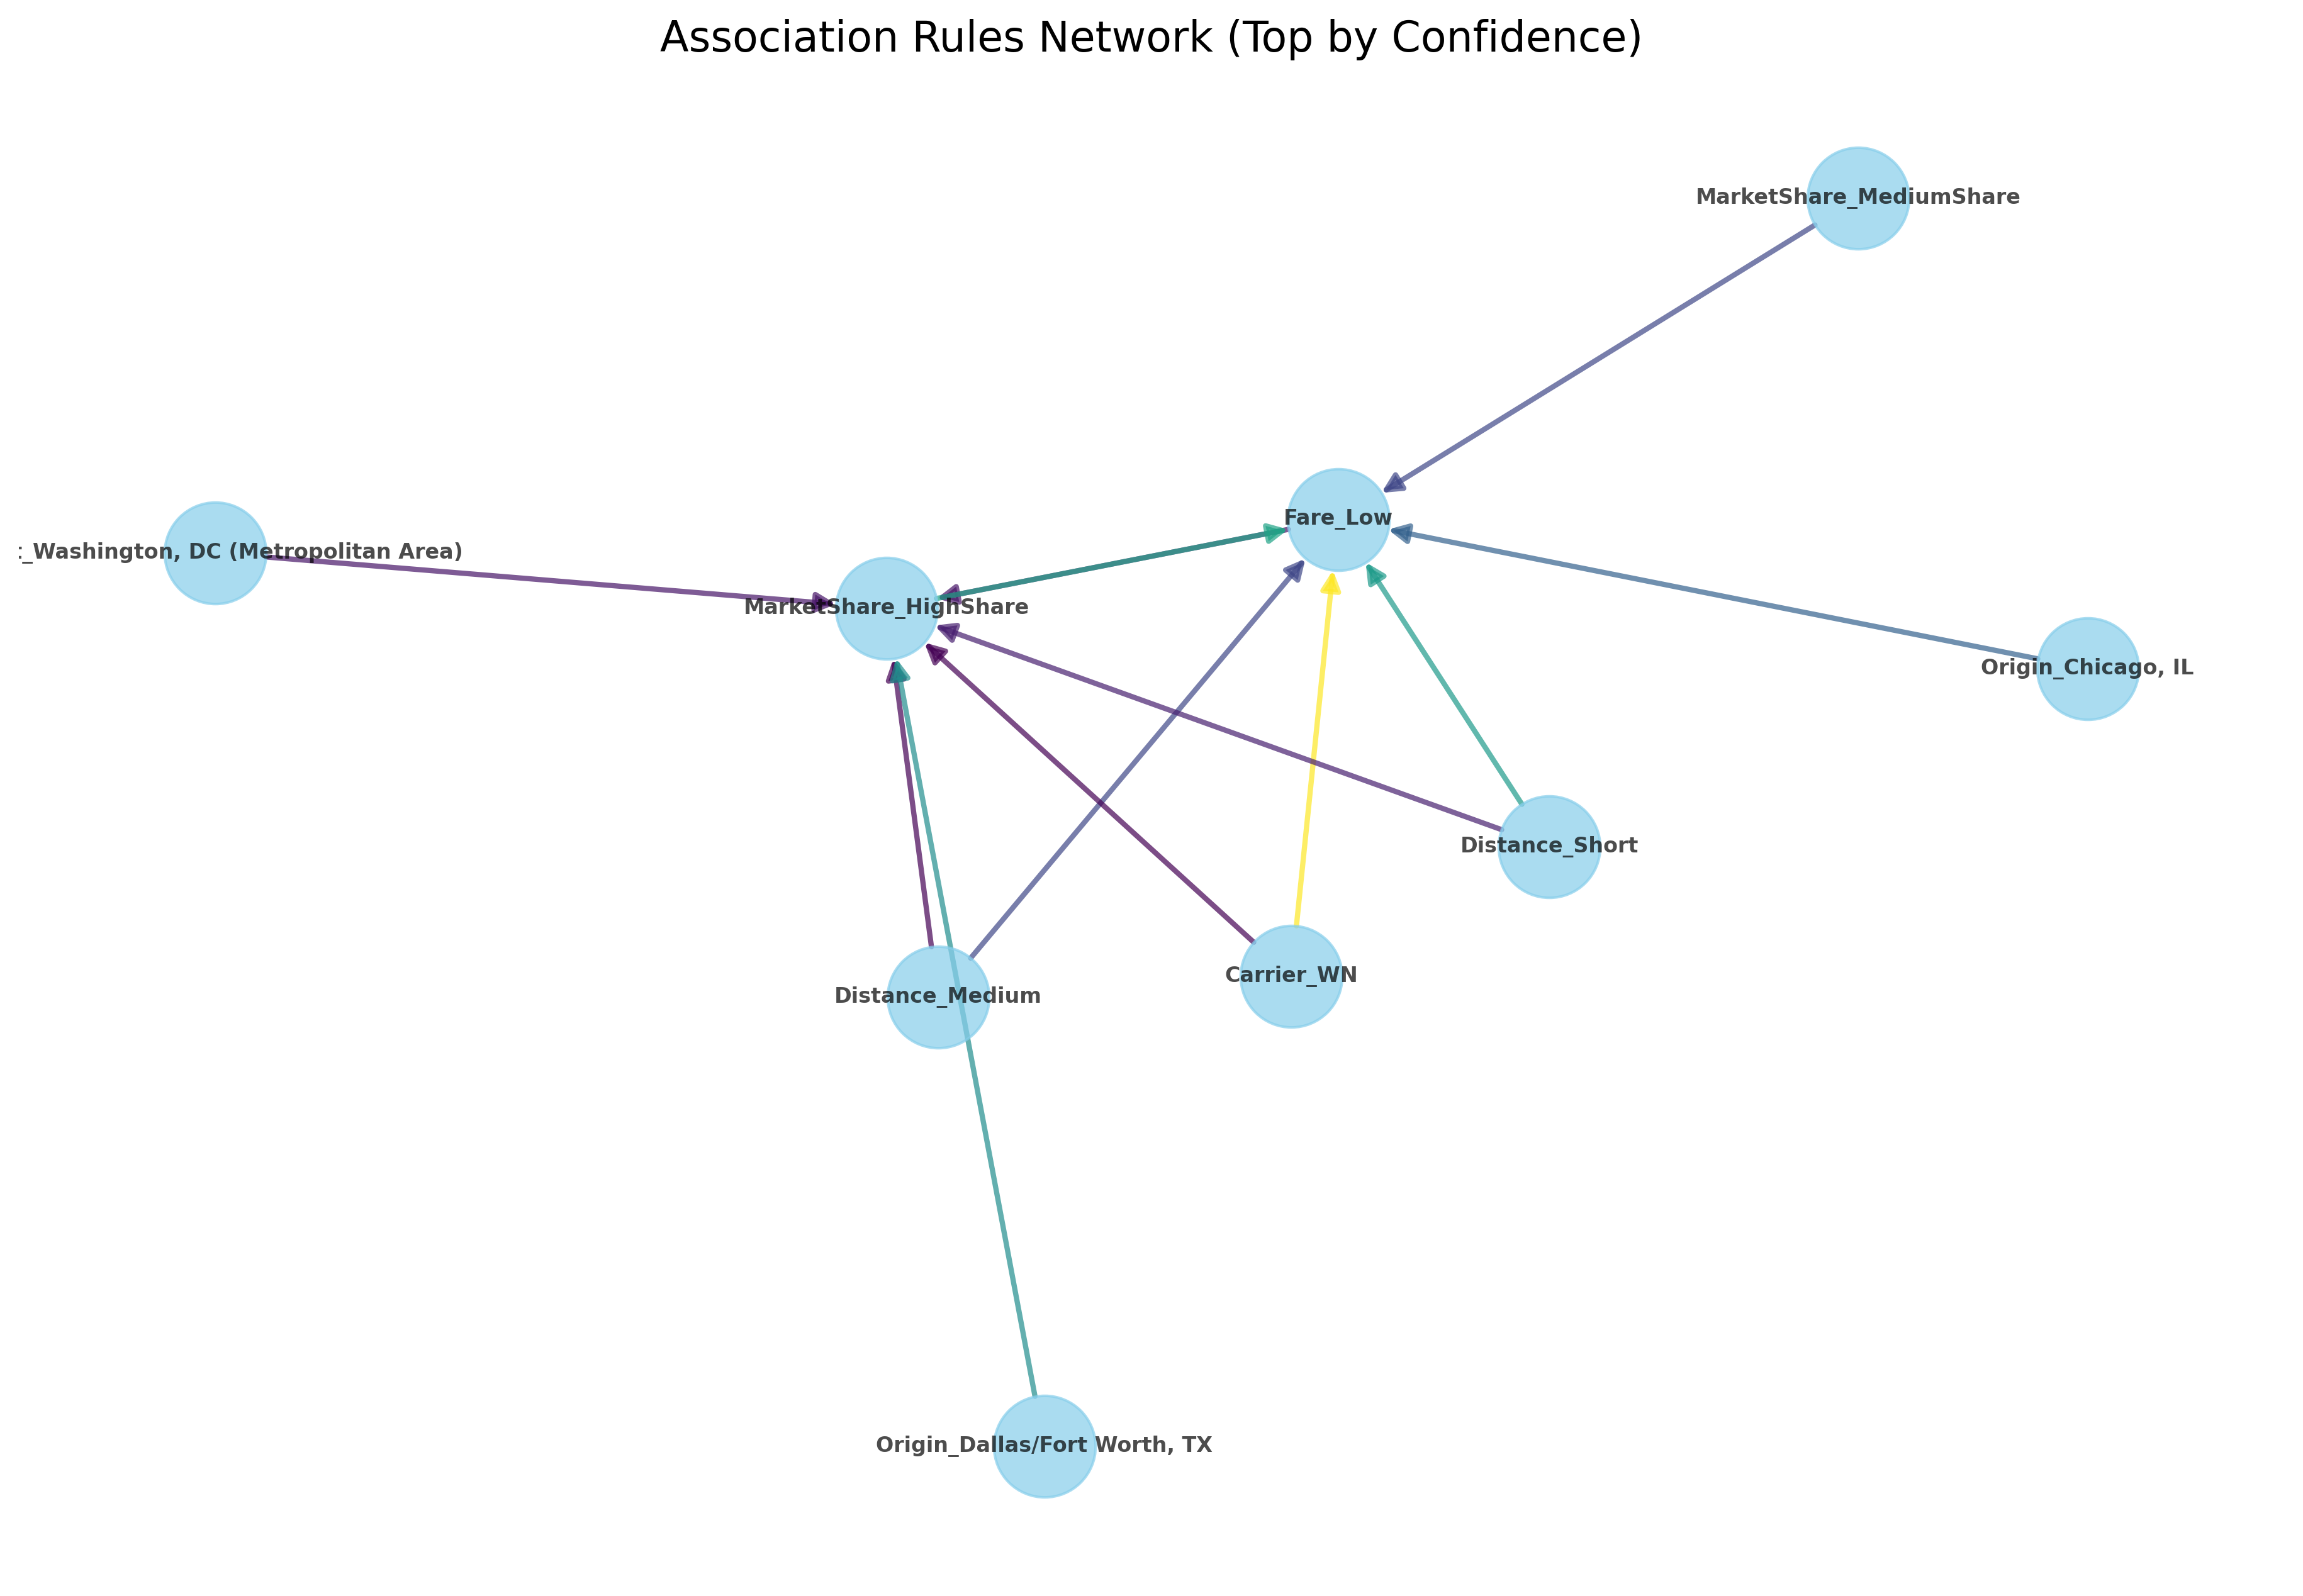 Association Rules Network (Top by Confidence)
MarketShare_MediumShare
Fare_Low
:_Washington, DC (Metropolitan Area)
MarketShare_HighShare
Origin_Chicago, IL
Distance_Short
Carrier_WN
Distance_Medium
Origin_Dallas/Fort Worth, TX